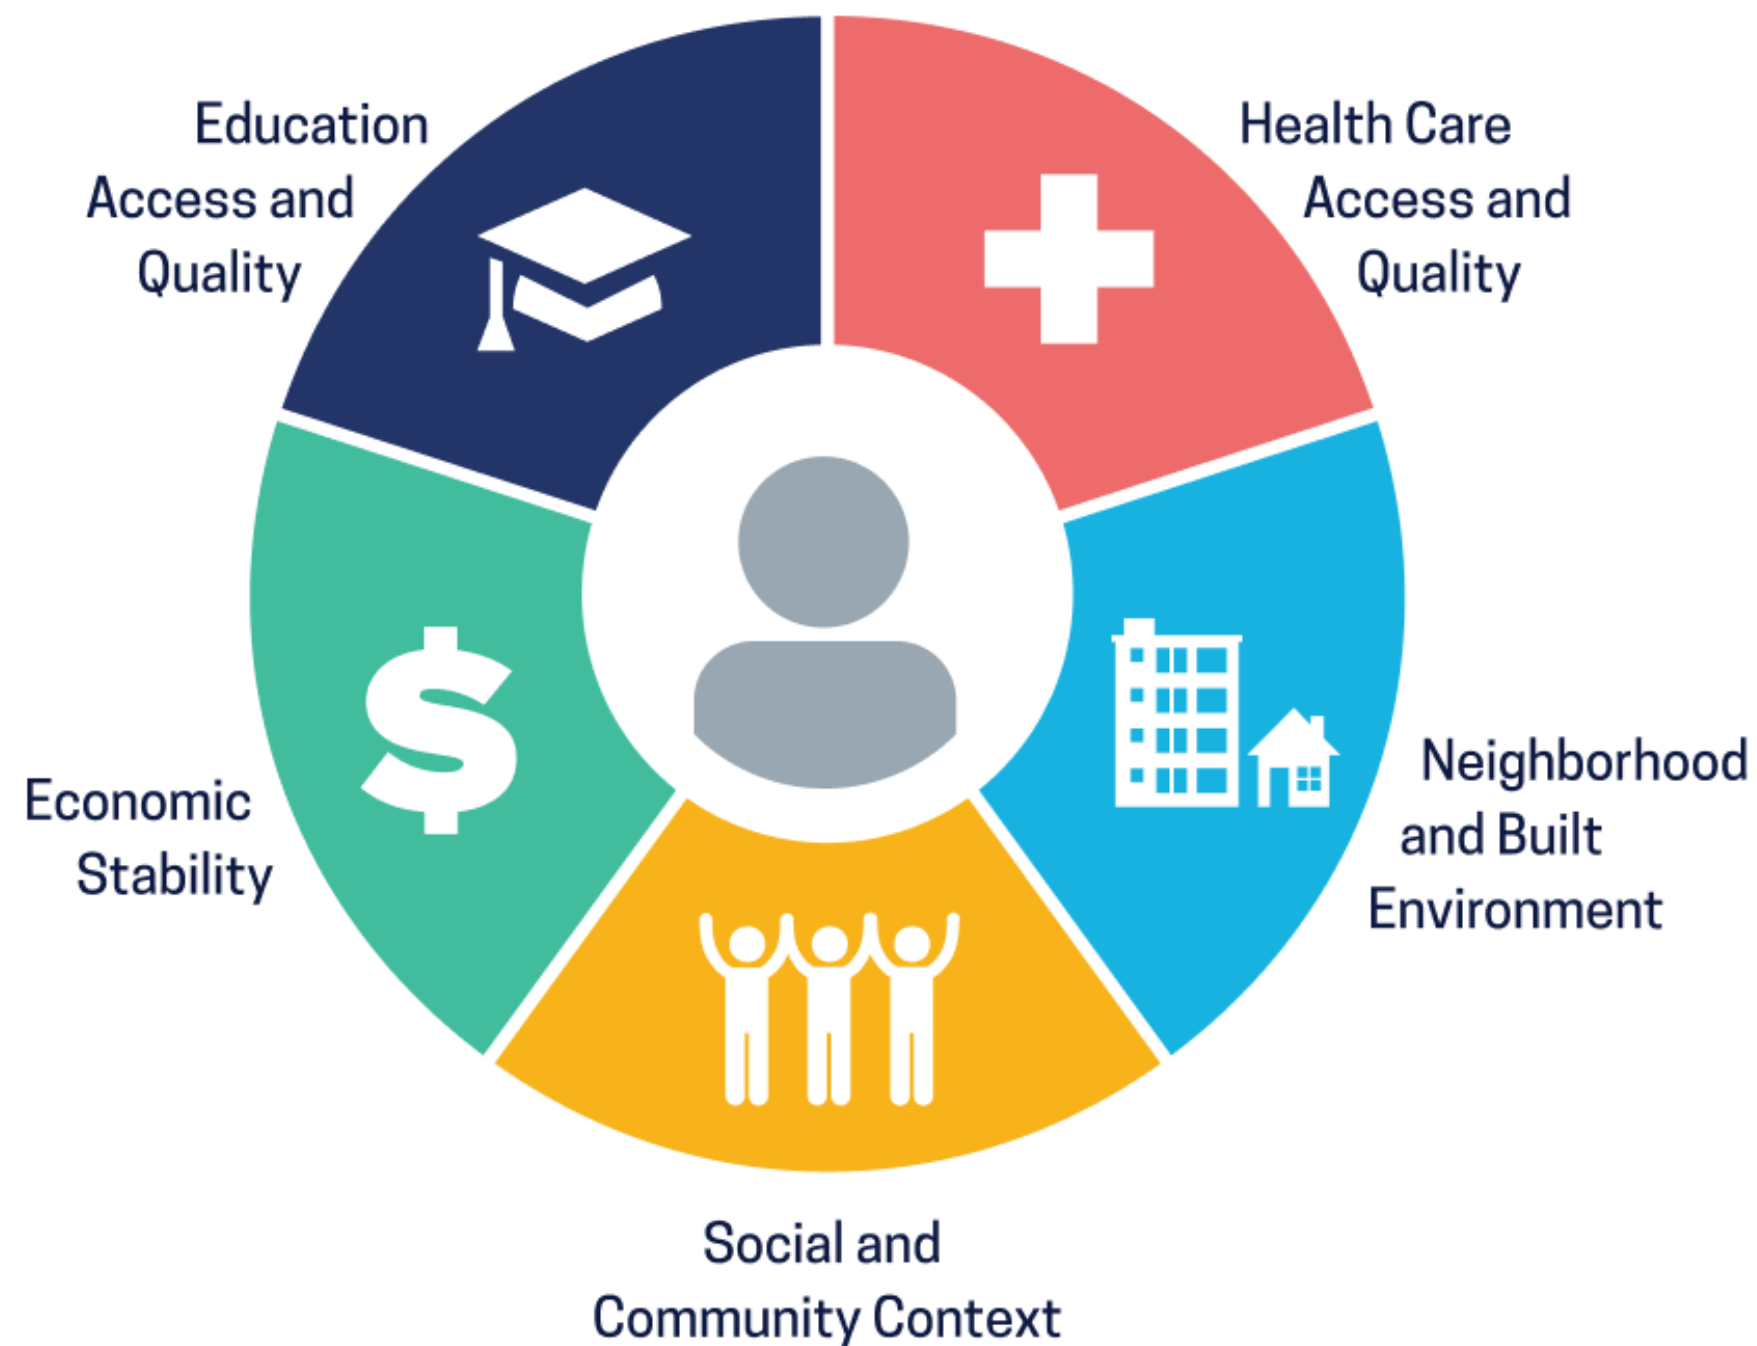 Education
Access and
Quality
Health Care
Access and
Quality
Economic
Stability
Neighborhood
and Built
Environment
Social and
Community Context